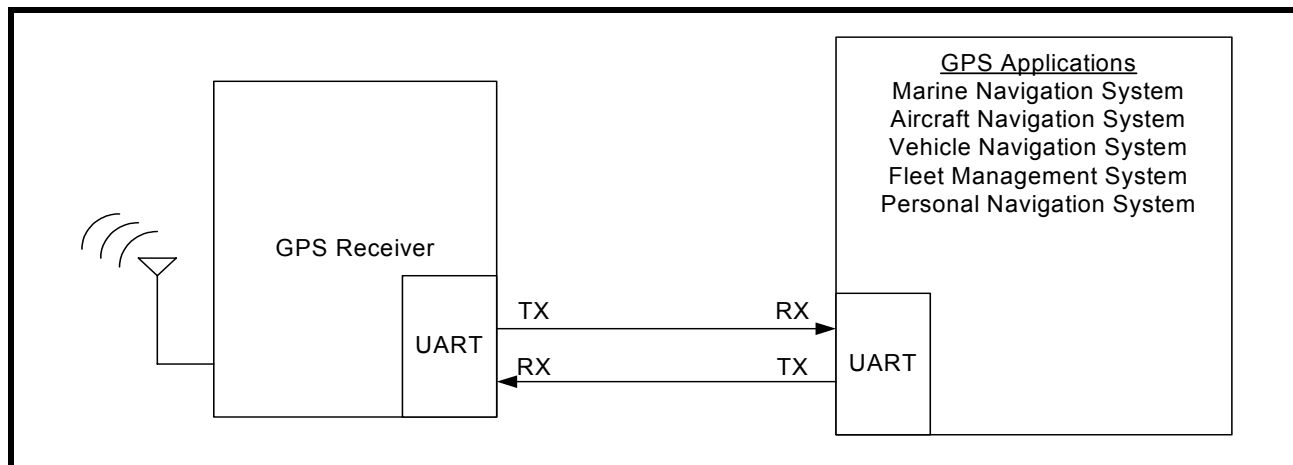 GPS Applications
Marine Navigation System
Aircraft Navigation System
Vehicle Navigation System
Fleet Management System
Personal Navigation System
GPS Receiver
UART
TX
RX
RX
TX
UART